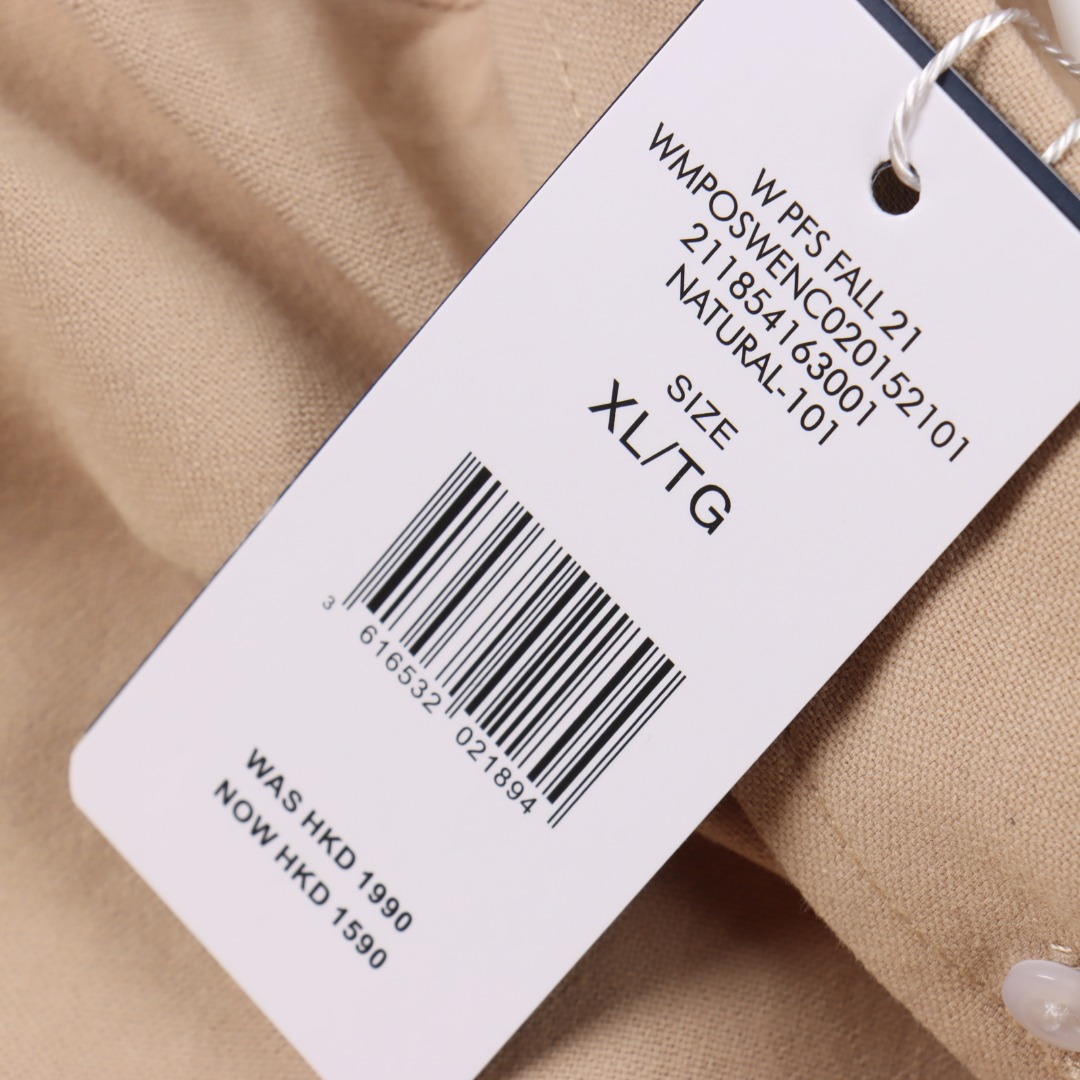 W PFS FALL 21
WMPOSWENC020152101
211854163001
NATURAL-101
SIZE
XL/TG
3 616532 021894
WAS HKD 1990
NOW HKD 1590